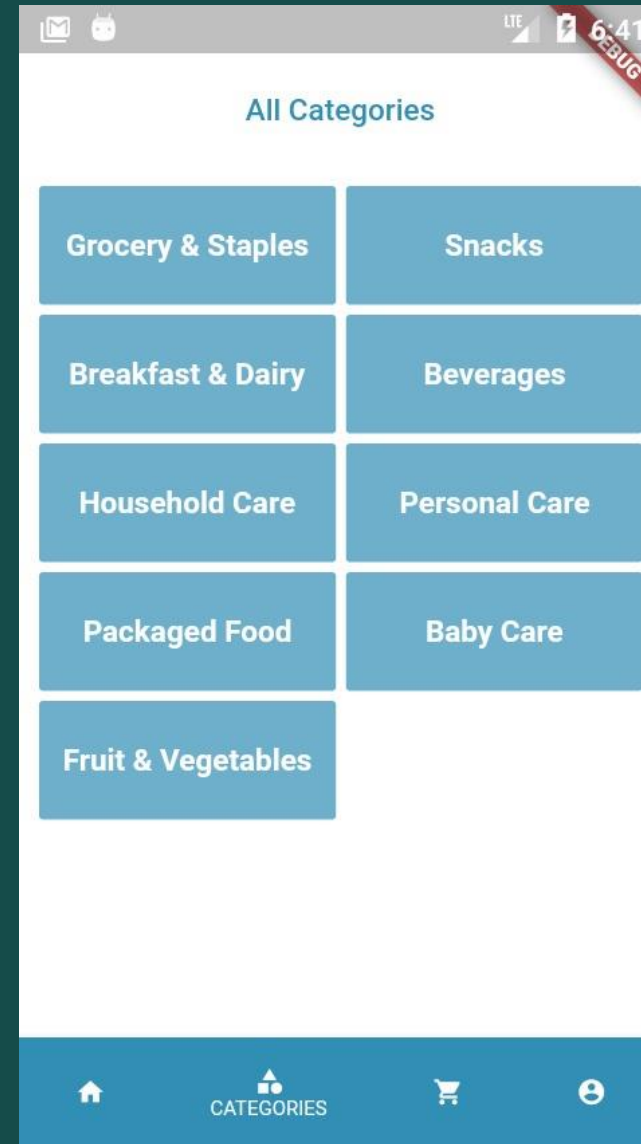 LTE 6:41
DEBUG
All Categories
Grocery & Staples
Snacks
Breakfast & Dairy
Beverages
Household Care
Personal Care
Packaged Food
Baby Care
Fruit & Vegetables
CATEGORIES